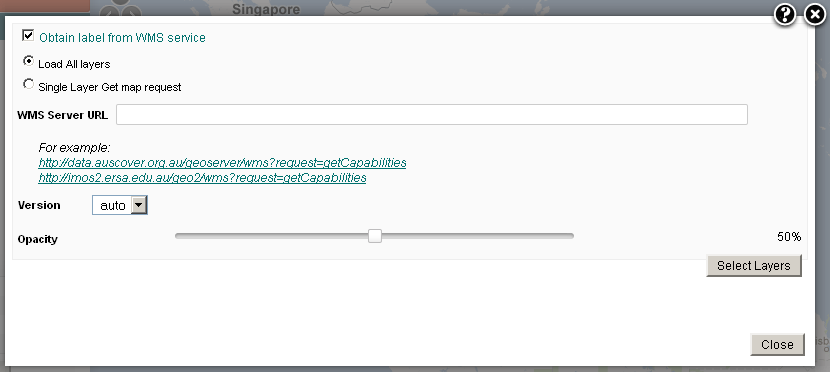 Singapore
?
Obtain label from WMS service
Load All layers
Single Layer Get map request
WMS Server URL
For example:
http://data.auscover.org.au/geoserver/wms?request=getCapabilities
http://imos2.ersa.edu.au/geo2/wms?request=getCapabilities
Version auto
Opacity 50%
Select Layers
Close